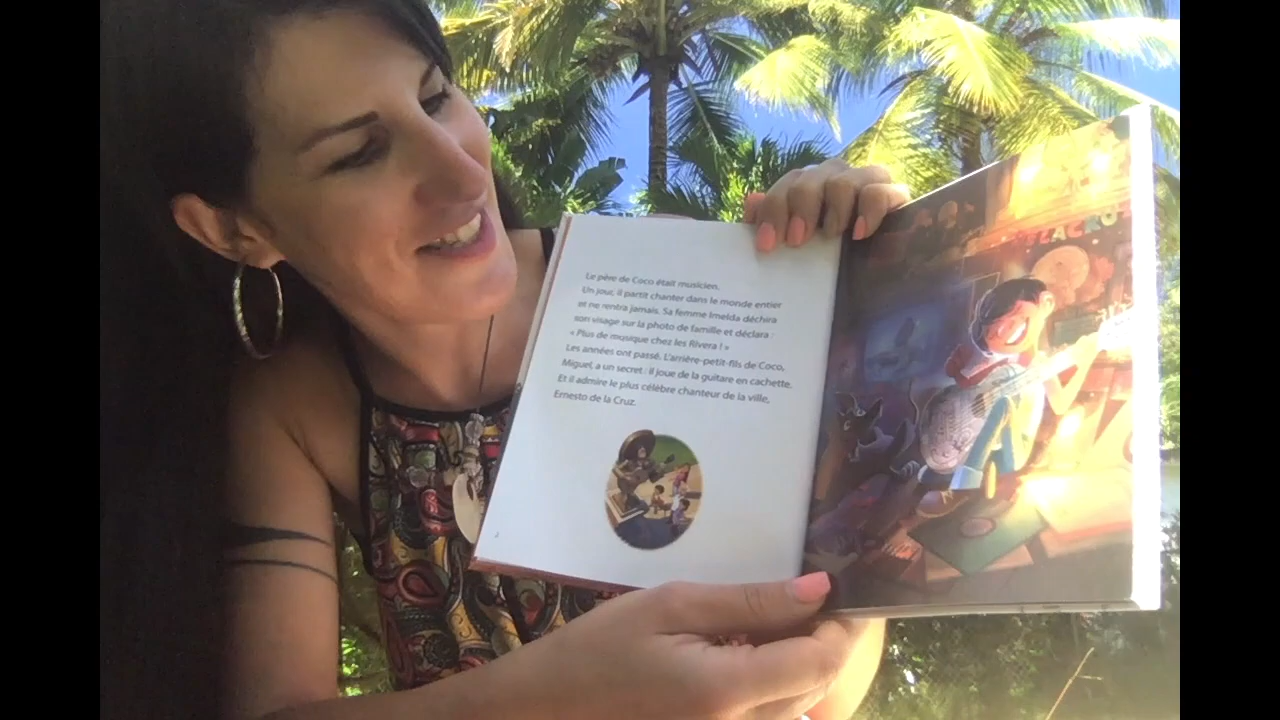 Le père de Coco était musicien.
Un jour, il partit chanter dans le monde entier
et ne rentra jamais. Sa femme Imelda déchira
son visage sur la photo de famille et déclara :
« Plus de musique chez les Rivera ! »
Les années ont passé. L'arrière-petit-fils de Coco,
Miguel, a un secret : il joue de la guitare en cachette.
Et il admire le plus célèbre chanteur de la ville,
Ernesto de la Cruz.